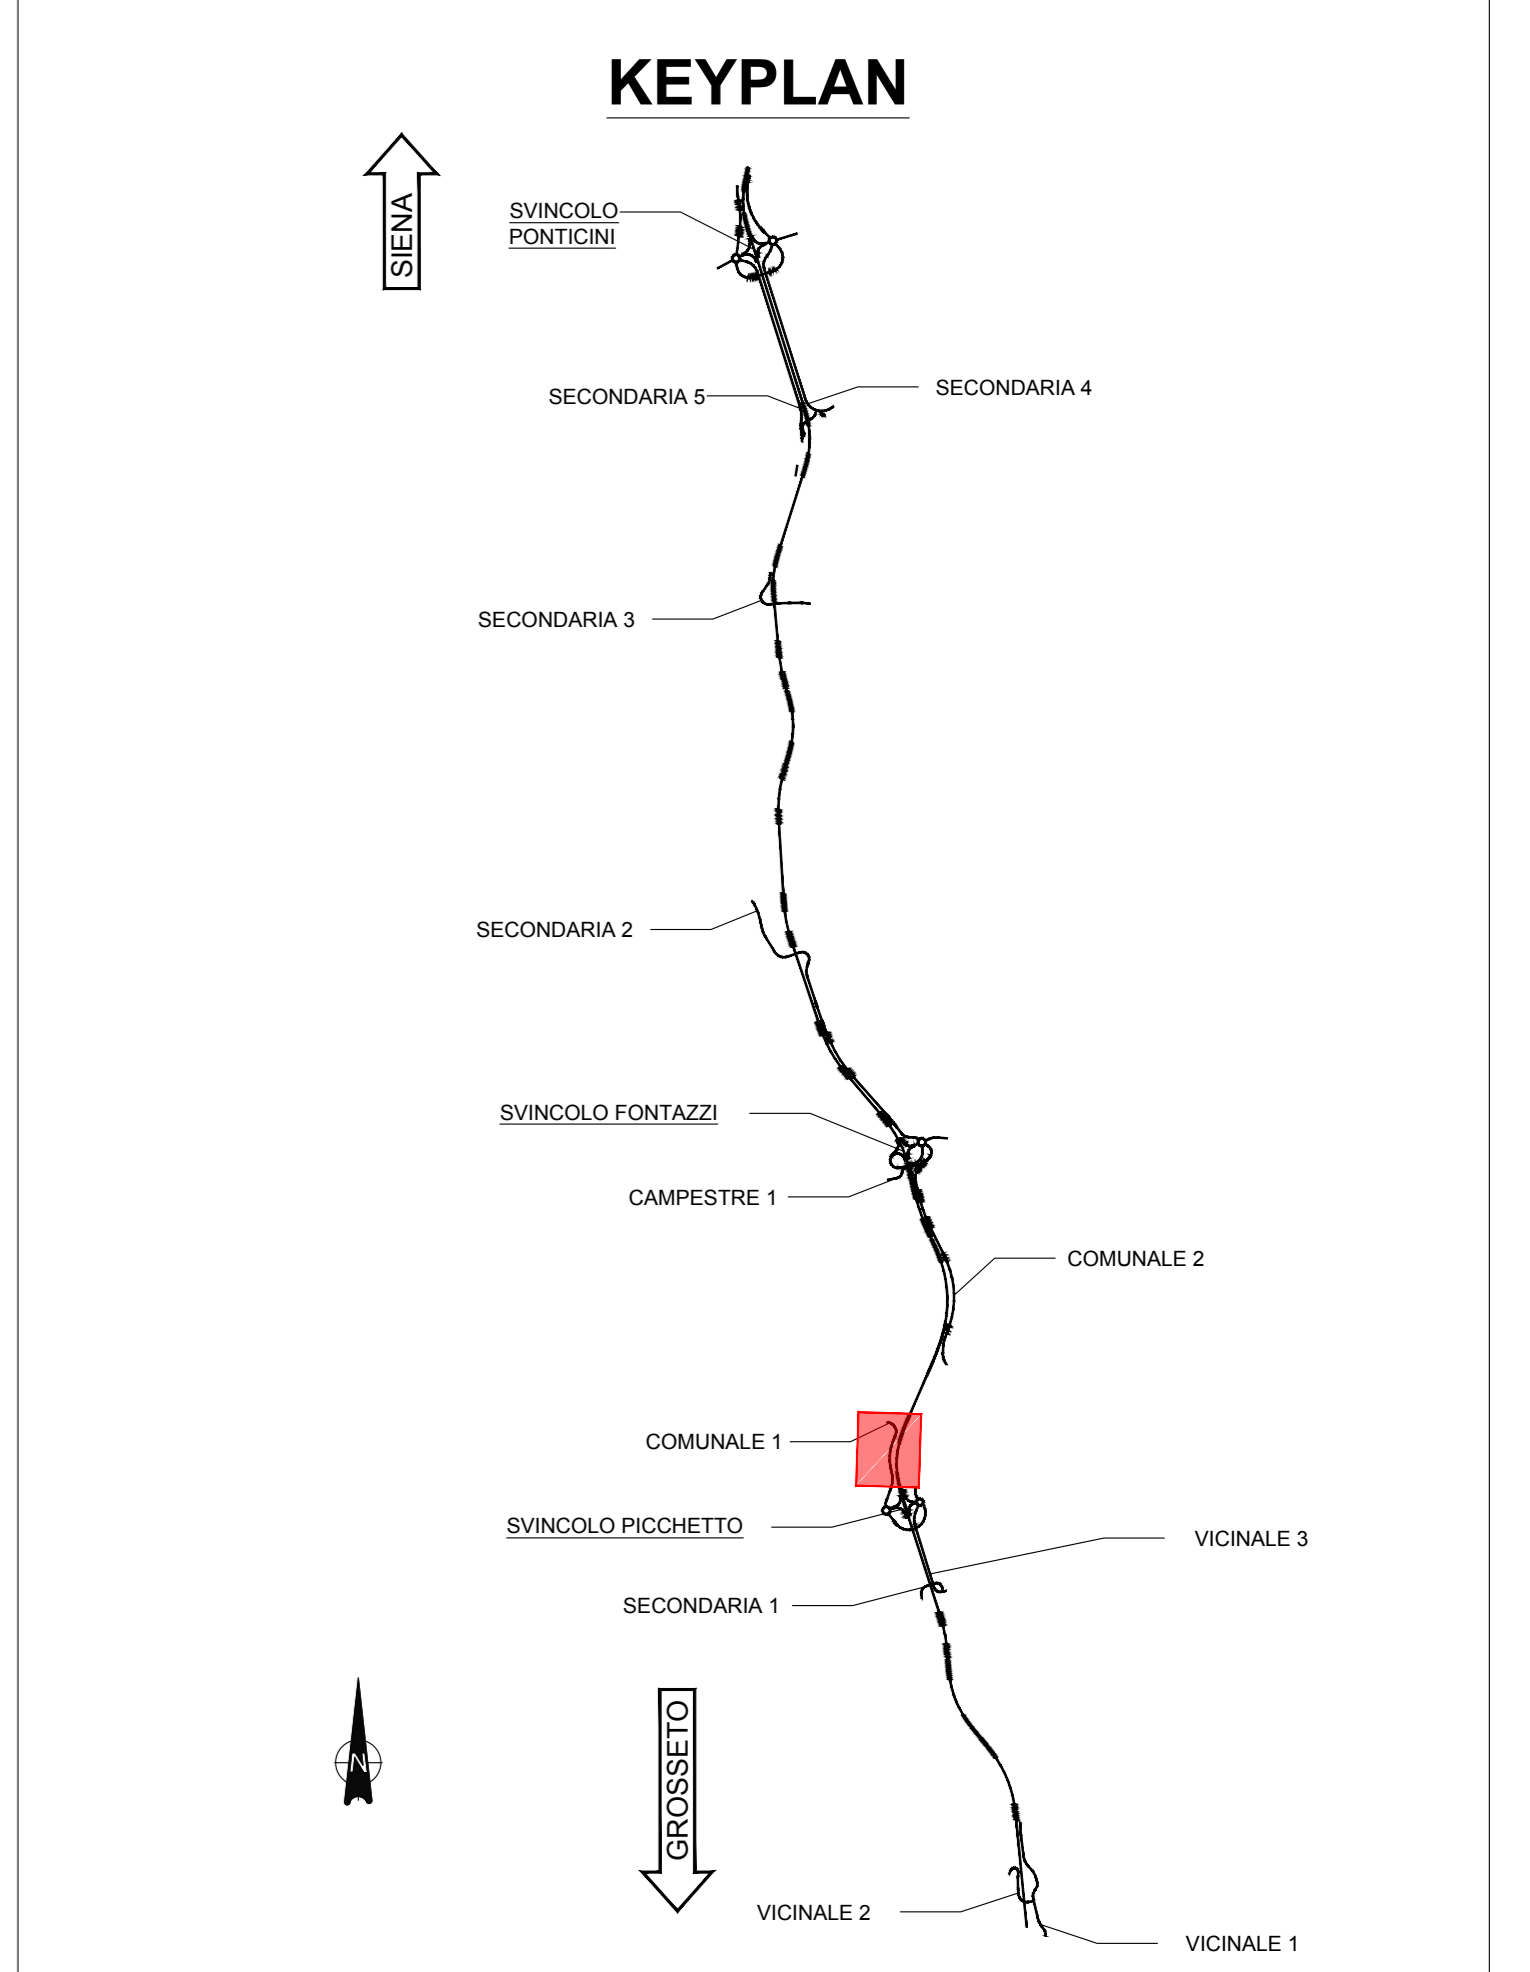 KEYPLAN
SIENA
SVINCOLO
PONTICINI
SECONDARIA 5
SECONDARIA 4
SECONDARIA 3
SECONDARIA 2
SVINCOLO FONTAZZI
CAMPESTRE 1
COMUNALE 2
COMUNALE 1
SVINCOLO PICCHETTO
VICINALE 3
SECONDARIA 1
N
GROSSETO
VICINALE 2
VICINALE 1